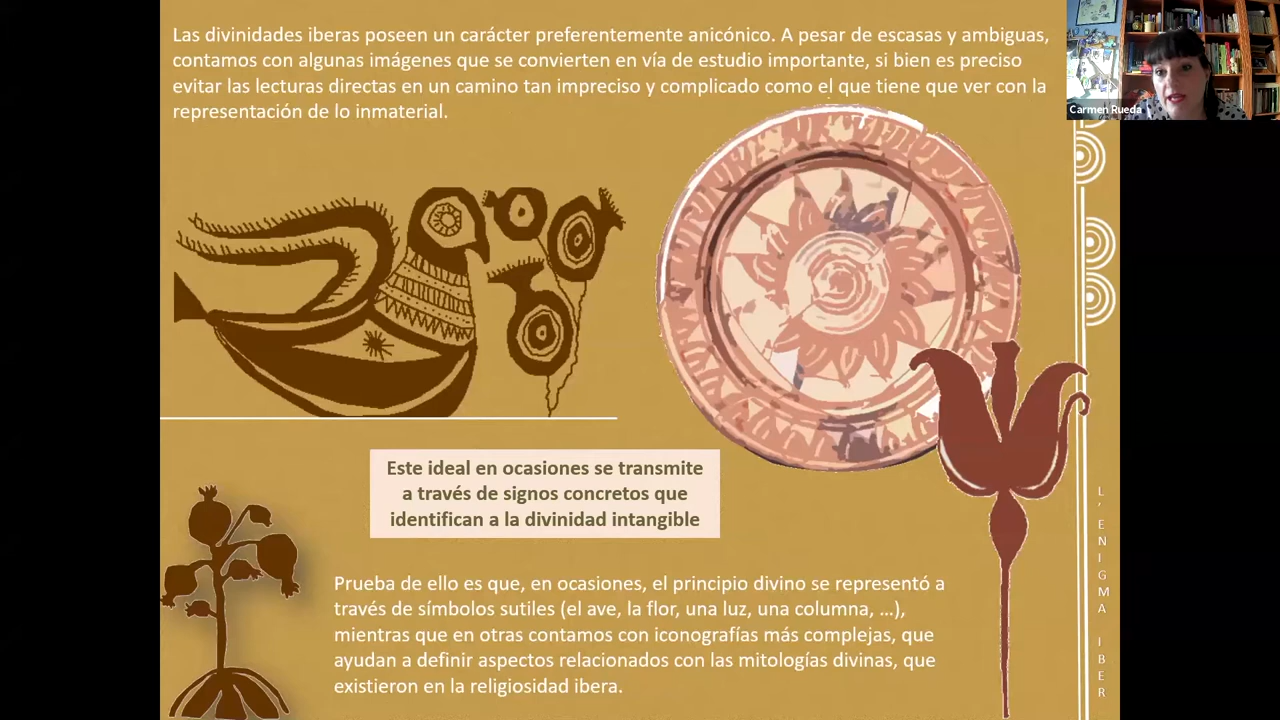 Las divinidades iberas poseen un carácter preferentemente anicónico. A pesar de escasas y ambiguas,
contamos con algunas imágenes que se convierten en vía de estudio importante, si bien es preciso
evitar las lecturas directas en un camino tan impreciso y complicado como el que tiene que ver con la
representación de lo inmaterial.
Carmen Rueda
Este ideal en ocasiones se transmite
a través de signos concretos que
identifican a la divinidad intangible
Prueba de ello es que, en ocasiones, el principio divino se representó a
través de símbolos sutiles (el ave, la flor, una luz, una columna, …),
mientras que en otras contamos con iconografías más complejas, que
ayudan a definir aspectos relacionados con las mitologías divinas, que
existieron en la religiosidad ibera.
L'ENIGMA IBER